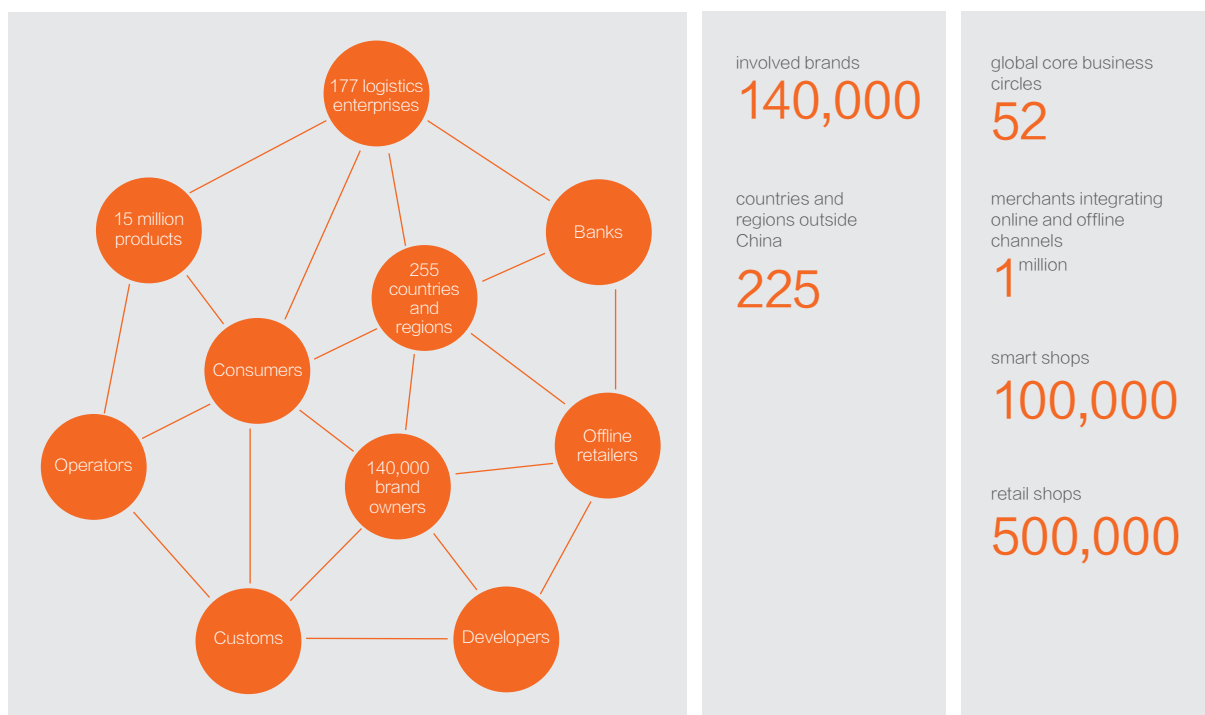 177 logistics
enterprises
15 million
products
Banks
255
countries
and
regions
Consumers
Offline
retailers
Operators
140,000
brand
owners
Customs
Developers
involved brands
140,000
countries and
regions outside
China
225
global core business
circles
52
merchants integrating
online and offline
channels
1 million
smart shops
100,000
retail shops
500,000